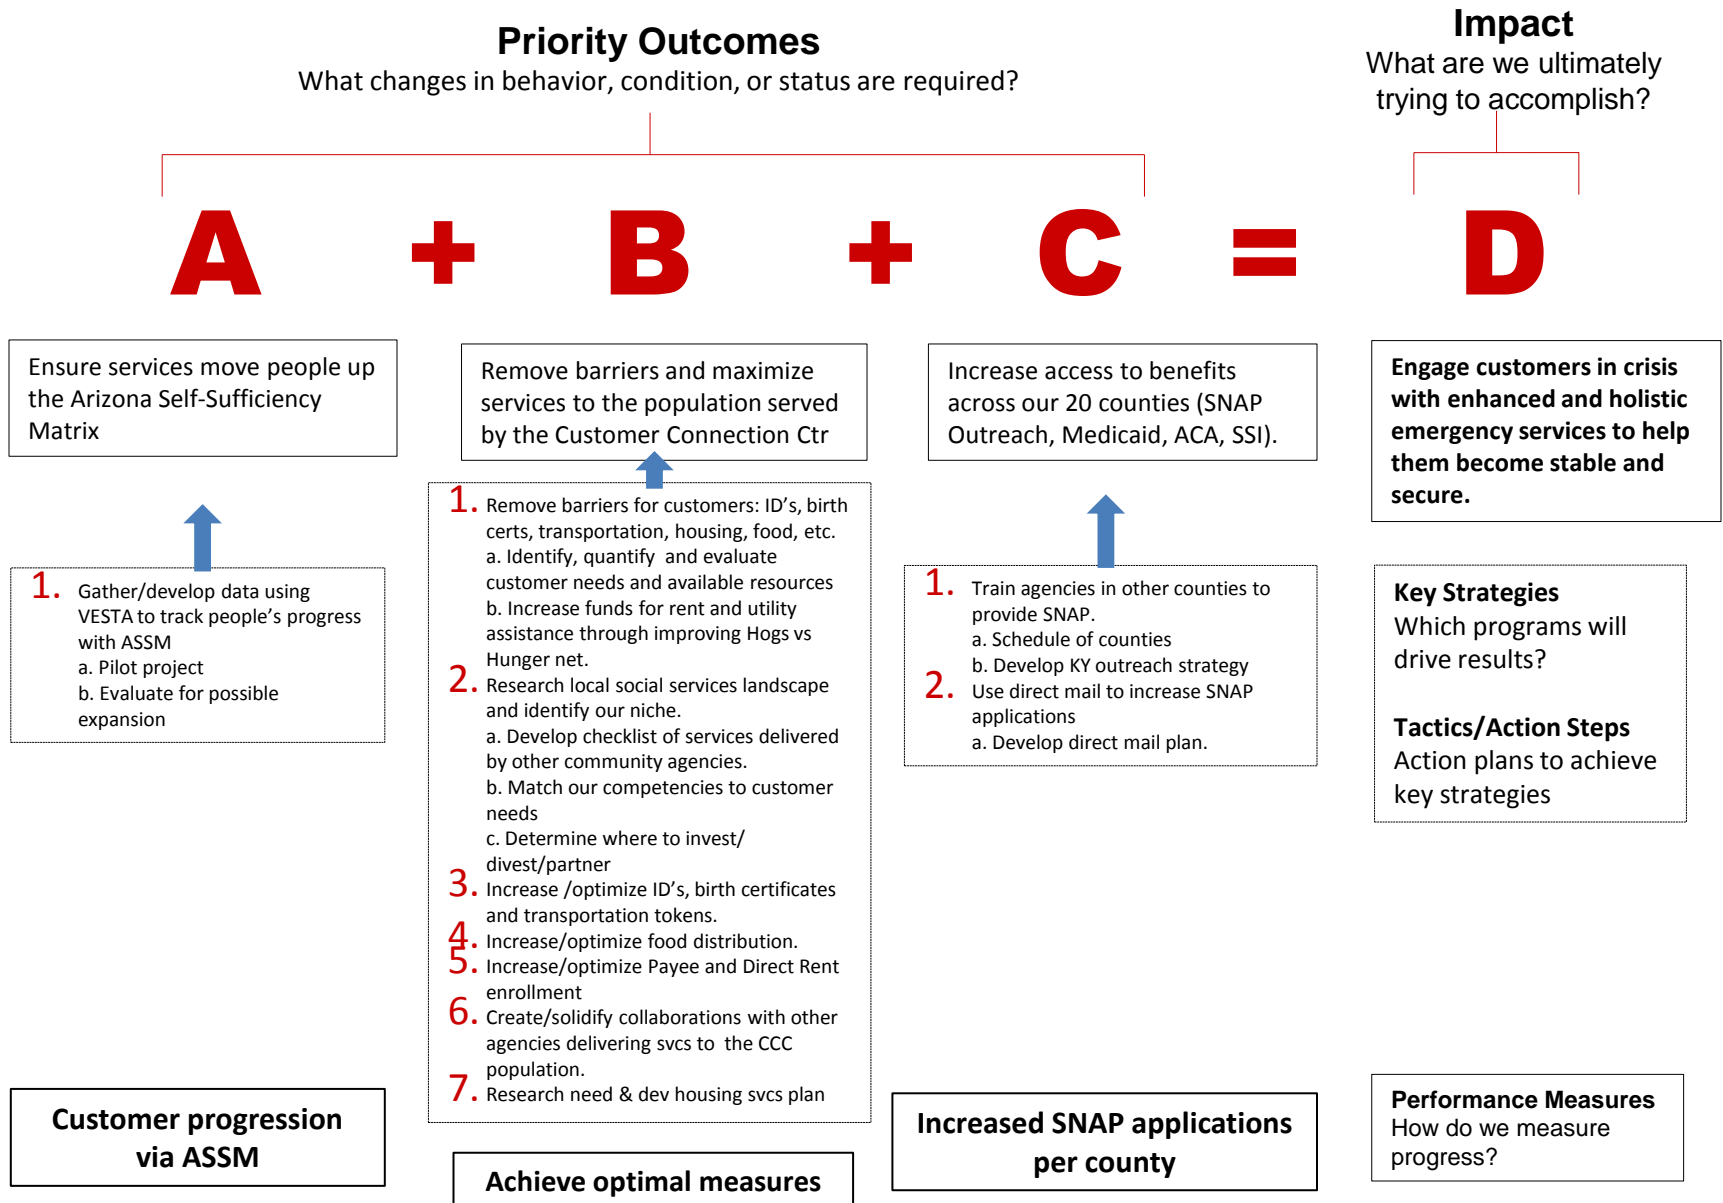 Priority Outcomes
What changes in behavior, condition, or status are required?
Impact
What are we ultimately
trying to accomplish?
A + B + C = D
Ensure services move people up
the Arizona Self-Sufficiency
Matrix
Remove barriers and maximize
services to the population served
by the Customer Connection Ctr
Increase access to benefits
across our 20 counties (SNAP
Outreach, Medicaid, ACA, SSI).
Engage customers in crisis
with enhanced and holistic
emergency services to help
them become stable and
secure.
1. Gather/develop data using
VESTA to track people's progress
with ASSM
a. Pilot project
b. Evaluate for possible
expansion
1. Remove barriers for customers: ID's, birth
certs, transportation, housing, food, etc.
a. Identify, quantify and evaluate
customer needs and available resources
b. Increase funds for rent and utility
assistance through improving Hogs vs
Hunger net.
2. Research local social services landscape
and identify our niche.
a. Develop checklist of services delivered
by other community agencies.
b. Match our competencies to customer
needs
c. Determine where to invest/
divest/partner
3. Increase /optimize ID's, birth certificates
and transportation tokens.
4. Increase/optimize food distribution.
5. Increase/optimize Payee and Direct Rent
enrollment
6. Create/solidify collaborations with other
agencies delivering svcs to the CCC
population.
7. Research need & dev housing svcs plan
1. Train agencies in other counties to
provide SNAP.
a. Schedule of counties
b. Develop KY outreach strategy
2. Use direct mail to increase SNAP
applications
a. Develop direct mail plan.
Key Strategies
Which programs will
drive results?
Tactics/Action Steps
Action plans to achieve
key strategies
Customer progression
via ASSM
Achieve optimal measures
Increased SNAP applications
per county
Performance Measures
How do we measure
progress?